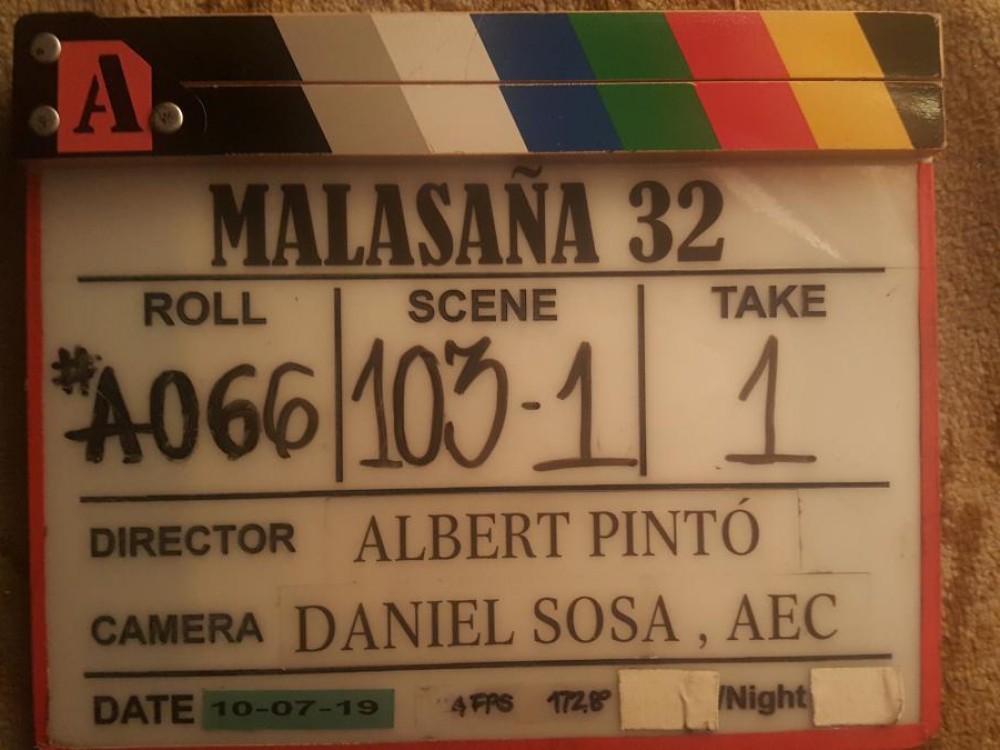 A
MALASAÑA 32
ROLL SCENE TAKE
#A066 103-1 1
DIRECTOR ALBERT PINTÓ
CAMERA DANIEL SOSA , AEC
DATE 10-07-19 4 FPS 172,8º /Night